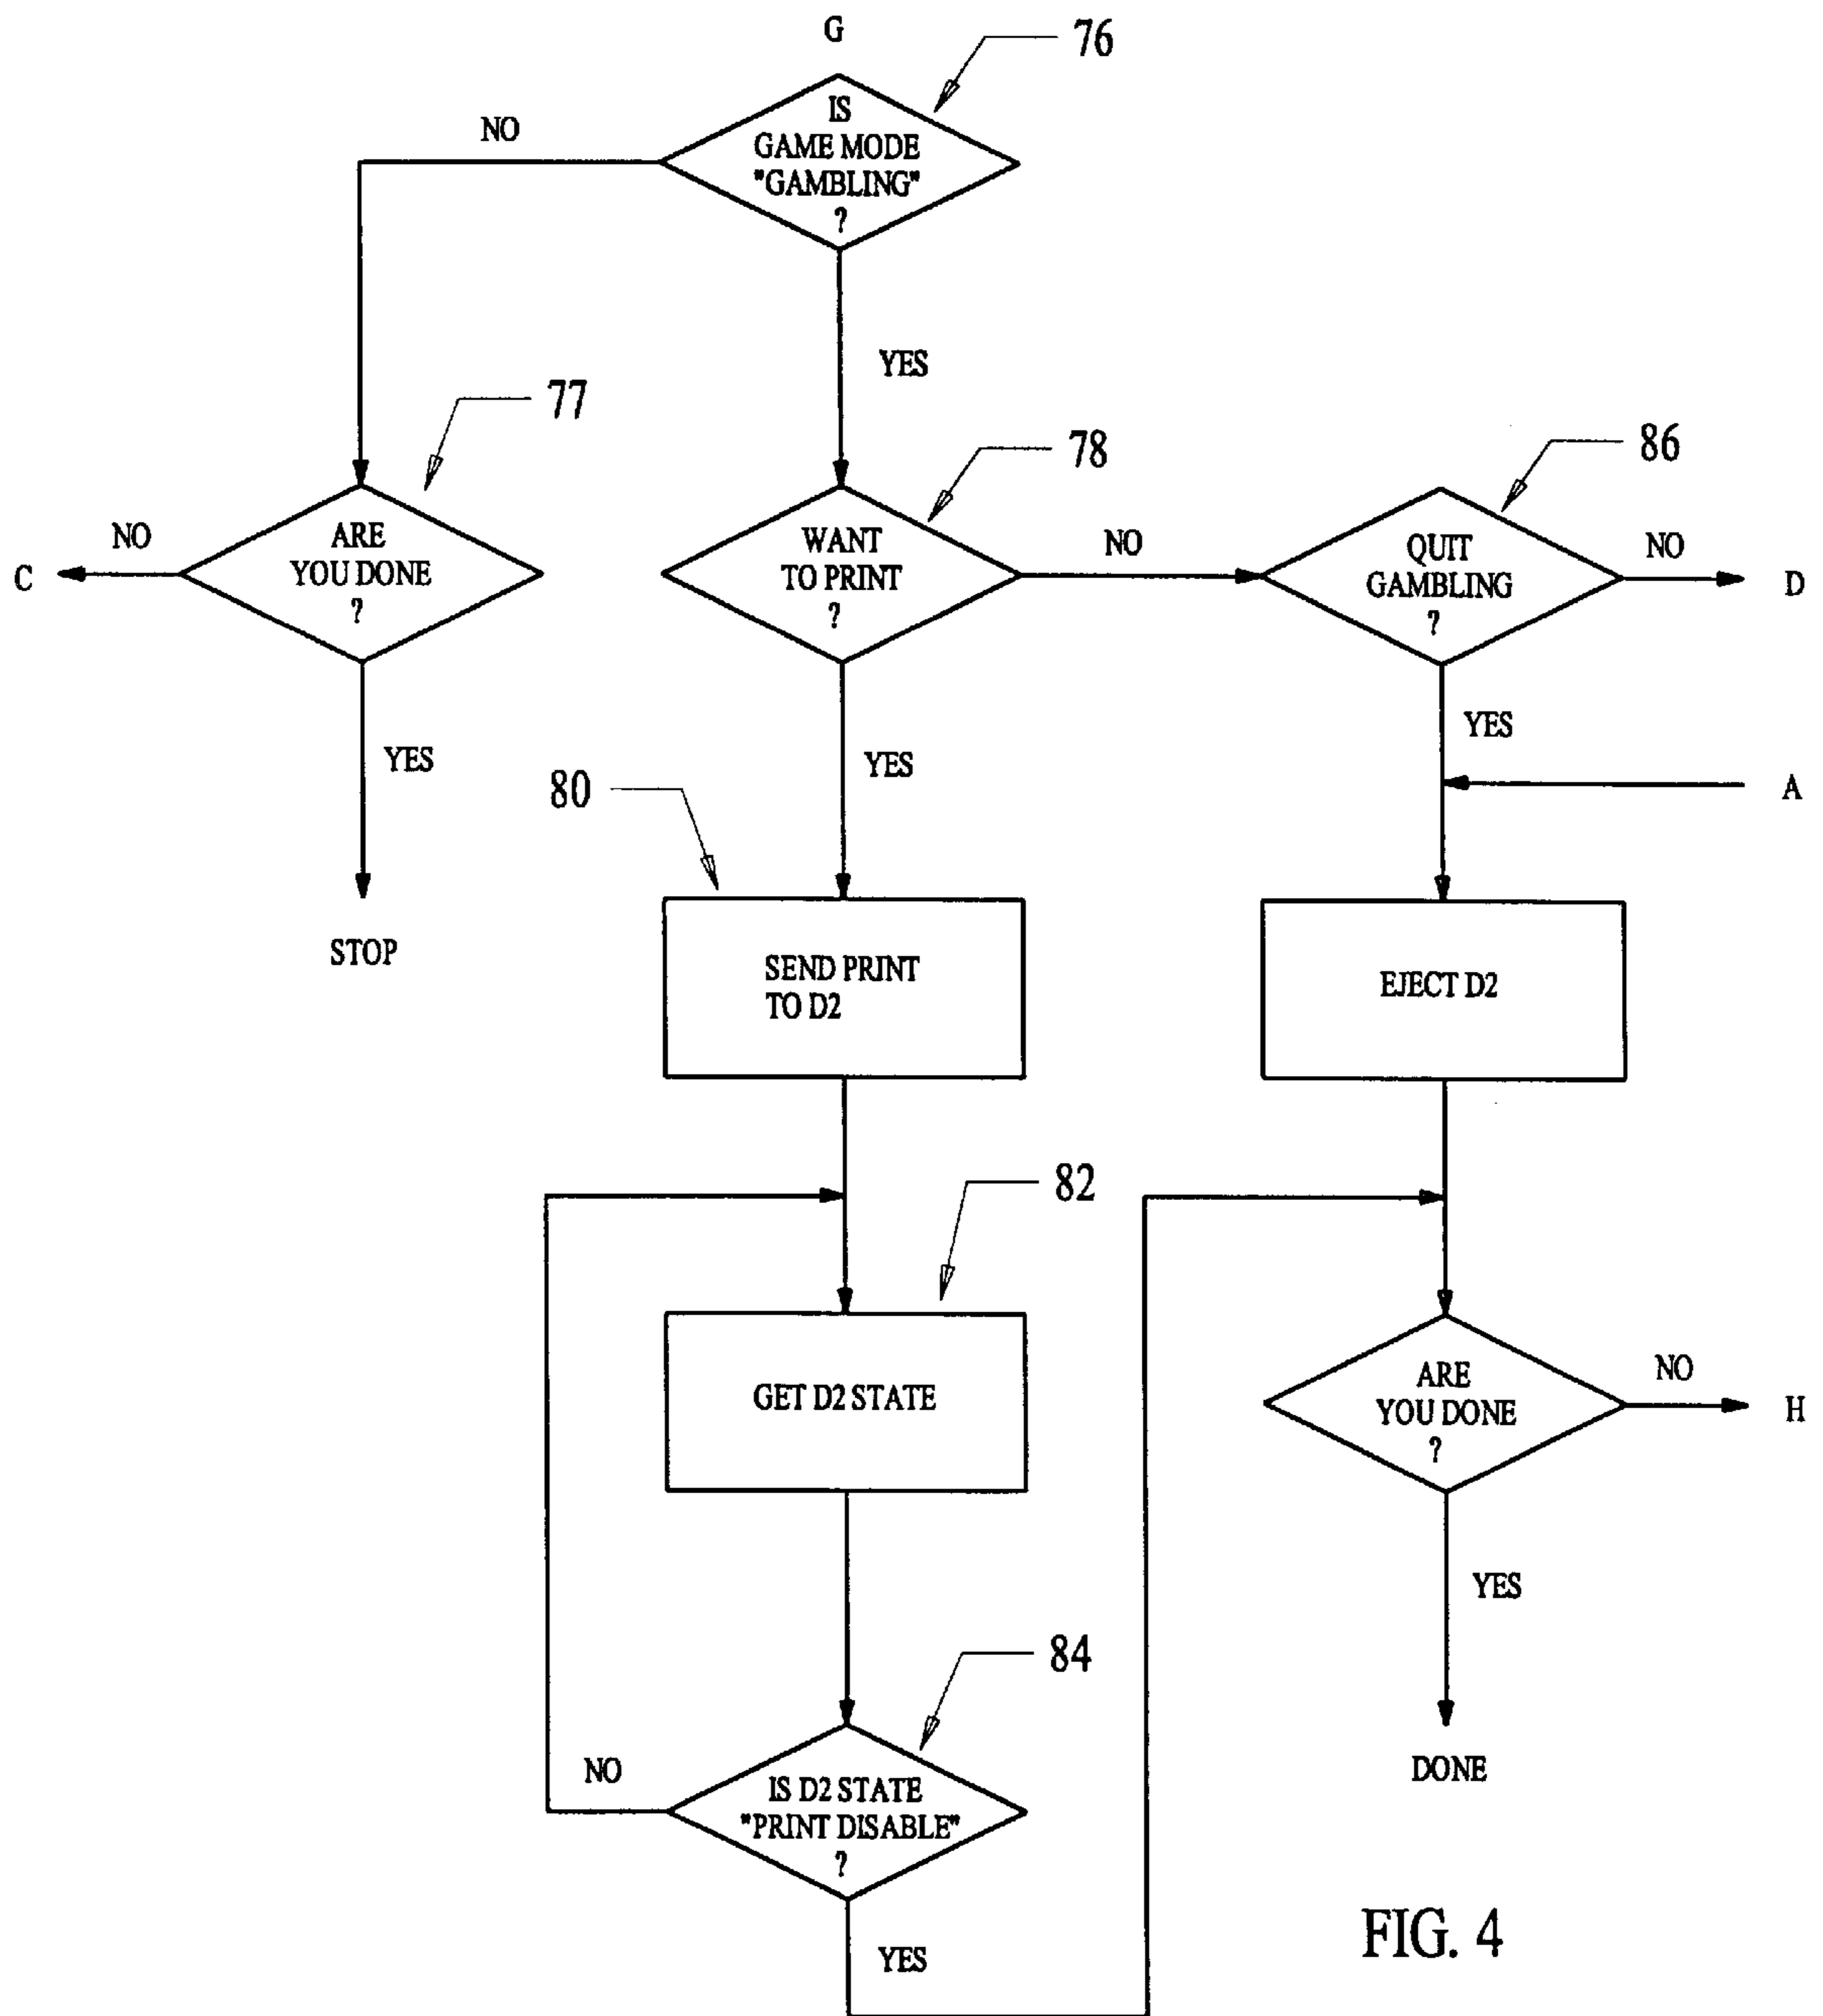 G
76
IS
GAME MODE
"GAMBLING"
?
NO
YES
77
78
86
ARE
YOU DONE
?
NO
C
WANT
TO PRINT
?
NO
QUIT
GAMBLING
?
NO
D
YES
YES
YES
A
80
STOP
SEND PRINT
TO D2
EJECT D2
82
GET D2 STATE
ARE
YOU DONE
?
NO
H
YES
84
IS D2 STATE
"PRINT DISABLE"
?
NO
YES
DONE
FIG. 4